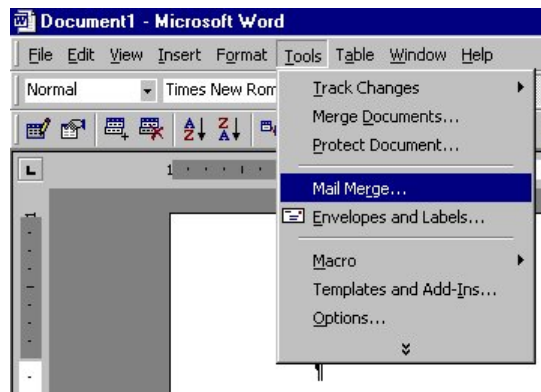 Document1 - Microsoft Word
File Edit View Insert Format Tools Table Window Help
Normal Times New Rom
Track Changes
Merge Documents...
Protect Document...
L
1
Mail Merge...
Envelopes and Labels...
Macro
Templates and Add-Ins...
Options...
¶